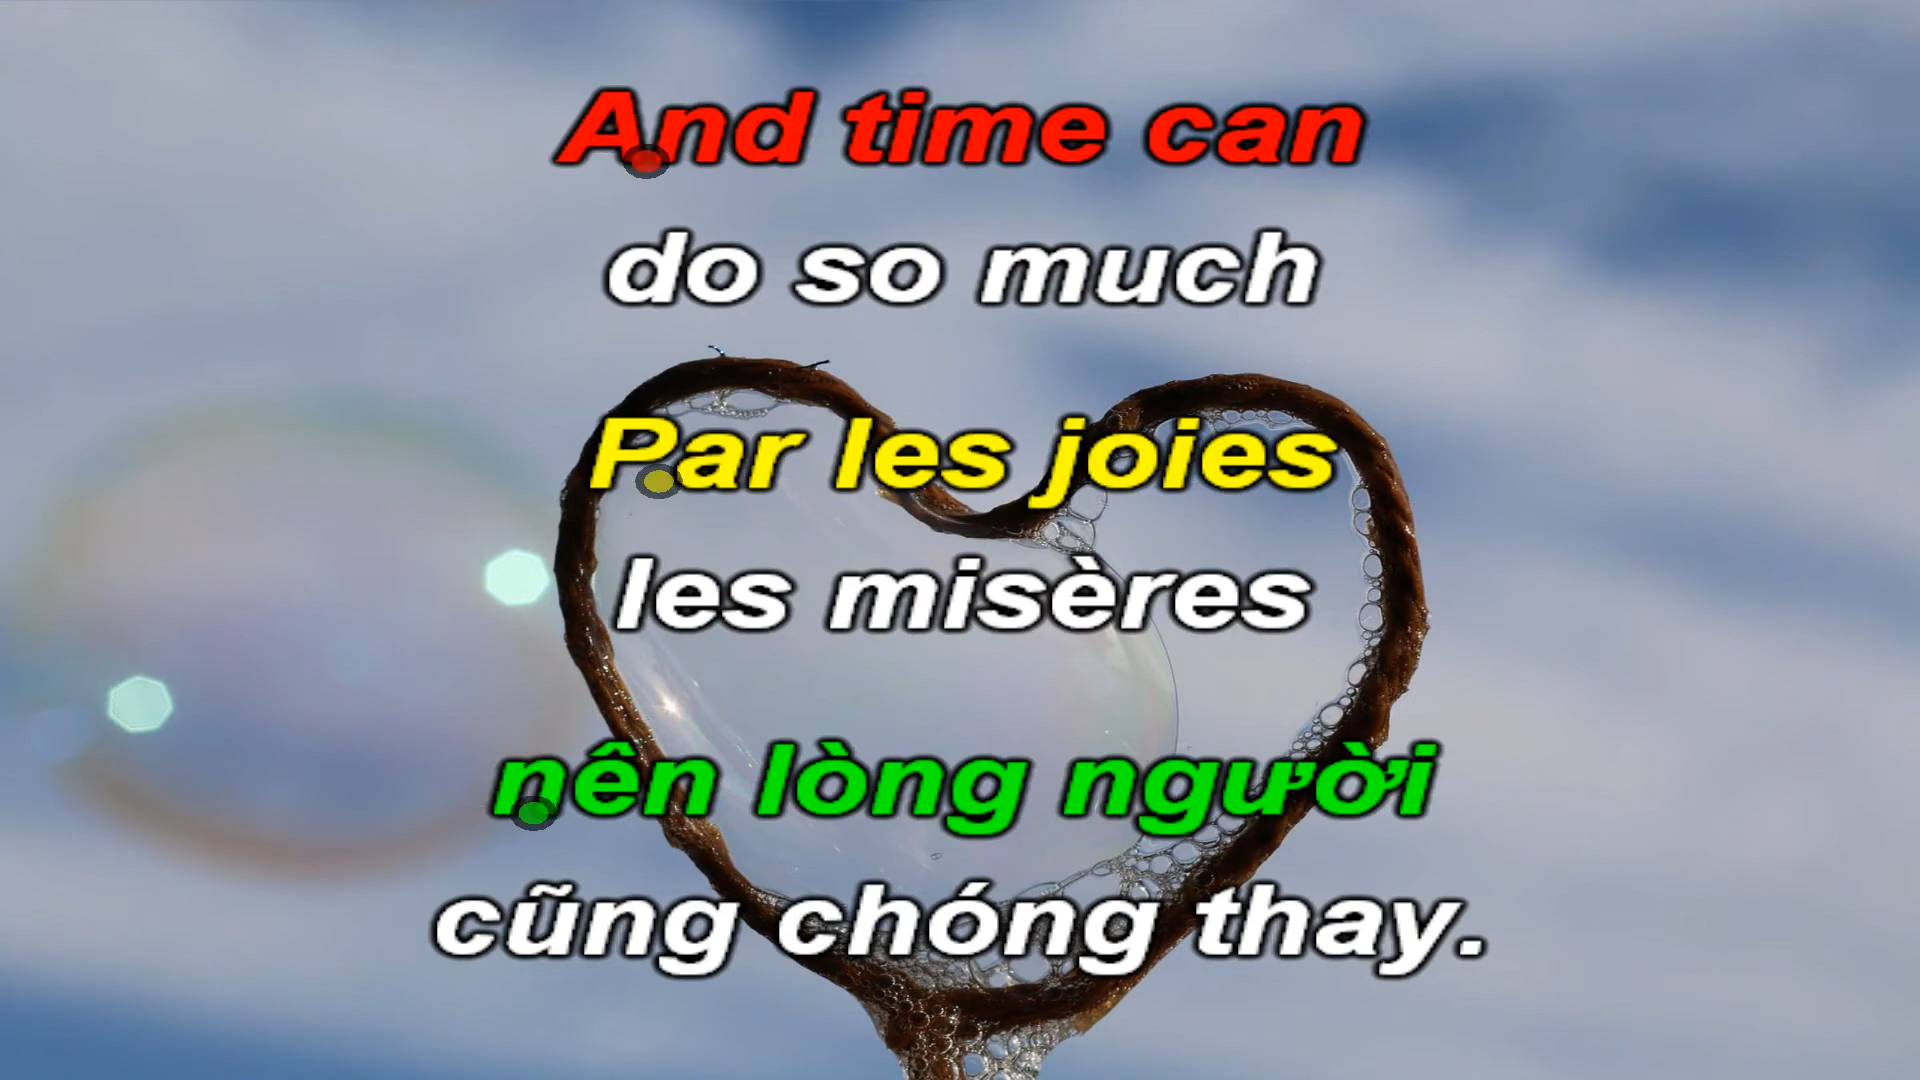 And time can
do so much
Par les joies
les misères
nên lòng người
cũng chóng thay.